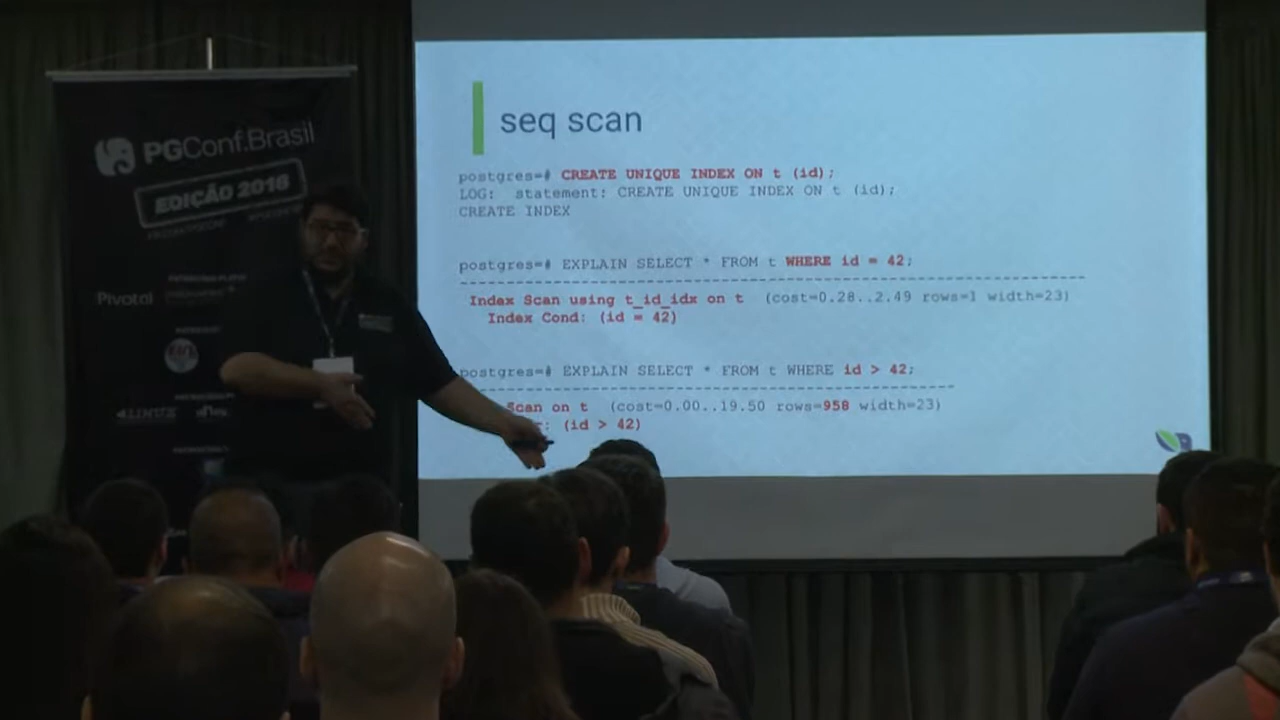 PGConf.Brasil
EDIÇÃO 2018
Pivotal
4LINUX
seq scan
postgres=# CREATE UNIQUE INDEX ON t (id);
LOG: statement: CREATE UNIQUE INDEX ON t (id);
CREATE INDEX
postgres=# EXPLAIN SELECT * FROM t WHERE id = 42;
--------------------------------------------------------------
Index Scan using t_id_idx on t (cost=0.28..2.49 rows=1 width=23)
Index Cond: (id = 42)
postgres=# EXPLAIN SELECT * FROM t WHERE id > 42;
--------------------------------------------------
Scan on t (cost=0.00..19.50 rows=958 width=23)
: (id > 42)